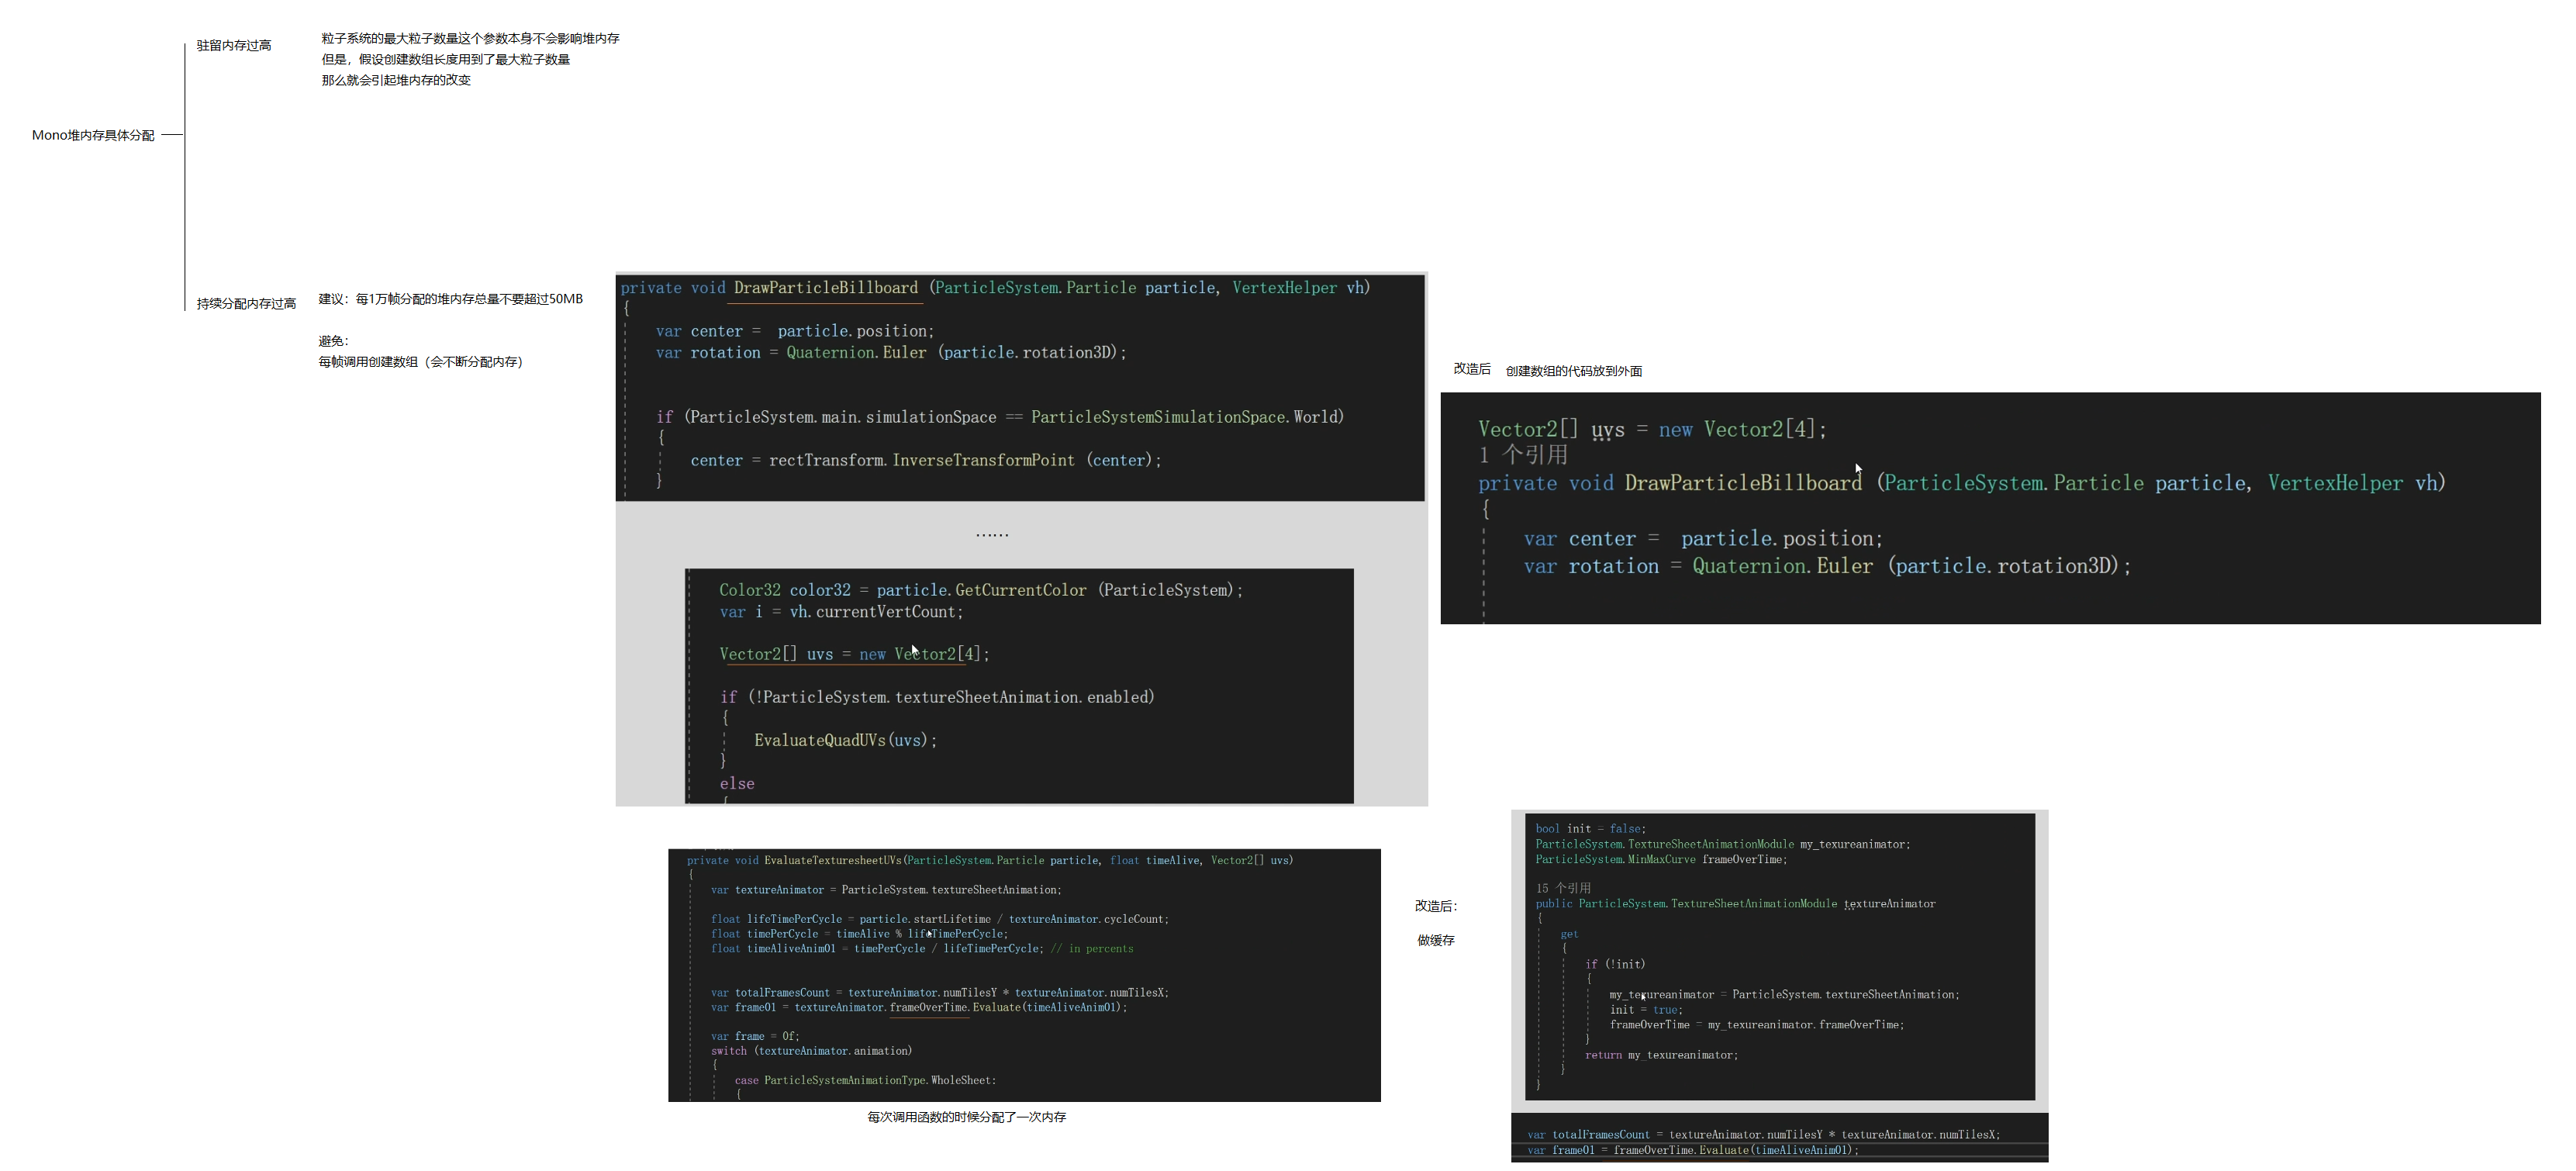 Mono堆内存具体分配
驻留内存过高
粒子系统的最大粒子数量这个参数本身不会影响堆内存
但是，假设创建数组长度用到了最大粒子数量
那么就会引起堆内存的改变
持续分配内存过高
建议：每1万帧分配的堆内存总量不要超过50MB
避免：
每帧调用创建数组（会不断分配内存）
private void DrawParticleBillboard (ParticleSystem.Particle particle, VertexHelper vh)
{
var center =  particle.position;
var rotation = Quaternion.Euler (particle.rotation3D);
if (ParticleSystem.main.simulationSpace == ParticleSystemSimulationSpace.World)
{
center = rectTransform.InverseTransformPoint (center);
}
……
Color32 color32 = particle.GetCurrentColor (ParticleSystem);
var i = vh.currentVertCount;
Vector2[] uvs = new Vector2[4];
if (!ParticleSystem.textureSheetAnimation.enabled)
{
EvaluateQuadUVs(uvs);
}
else
{
改造后 创建数组的代码放到外面
Vector2[] uvs = new Vector2[4];
1 个引用
private void DrawParticleBillboard (ParticleSystem.Particle particle, VertexHelper vh)
{
var center =  particle.position;
var rotation = Quaternion.Euler (particle.rotation3D);
private void EvaluateTexturesheetUVs(ParticleSystem.Particle particle, float timeAlive, Vector2[] uvs)
{
var textureAnimator = ParticleSystem.textureSheetAnimation;
float lifeTimePerCycle = particle.startLifetime / textureAnimator.cycleCount;
float timePerCycle = timeAlive % lifeTimePerCycle;
float timeAliveAnim01 = timePerCycle / lifeTimePerCycle; // in percents
var totalFramesCount = textureAnimator.numTilesY * textureAnimator.numTilesX;
var frame01 = textureAnimator.frameOverTime.Evaluate(timeAliveAnim01);
var frame = 0f;
switch (textureAnimator.animation)
{
case ParticleSystemAnimationType.WholeSheet:
{
每次调用函数的时候分配了一次内存
改造后：
做缓存
bool init = false;
ParticleSystem.TextureSheetAnimationModule my_texureanimator;
ParticleSystem.MinMaxCurve frameOverTime;
15 个引用
public ParticleSystem.TextureSheetAnimationModule textureAnimator
{
get
{
if (!init)
{
my_texureanimator = ParticleSystem.textureSheetAnimation;
init = true;
frameOverTime = my_texureanimator.frameOverTime;
}
return my_texureanimator;
}
}
var totalFramesCount = textureAnimator.numTilesY * textureAnimator.numTilesX;
var frame01 = frameOverTime.Evaluate(timeAliveAnim01);